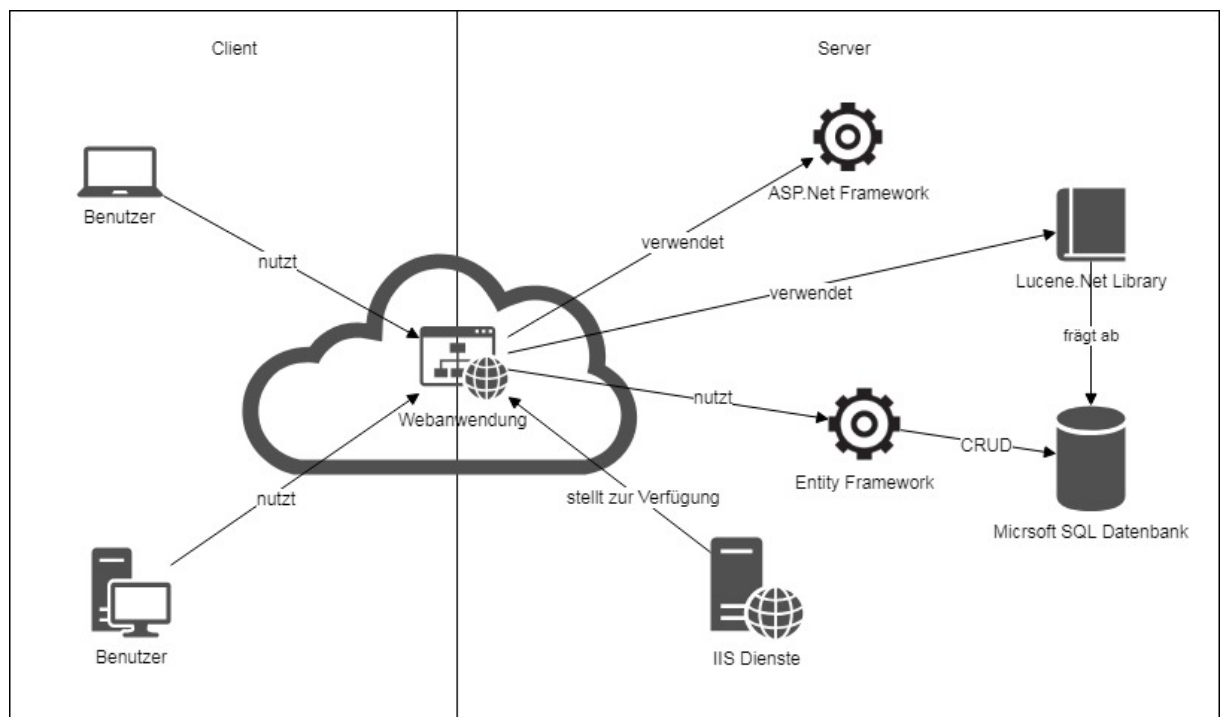 Client
Server
ASP.Net Framework
Benutzer
nutzt
verwendet
Lucene.Net Library
verwendet
frägt ab
nutzt
Webanwendung
CRUD
Entity Framework
nutzt
stellt zur Verfügung
Micrsoft SQL Datenbank
Benutzer
IIS Dienste